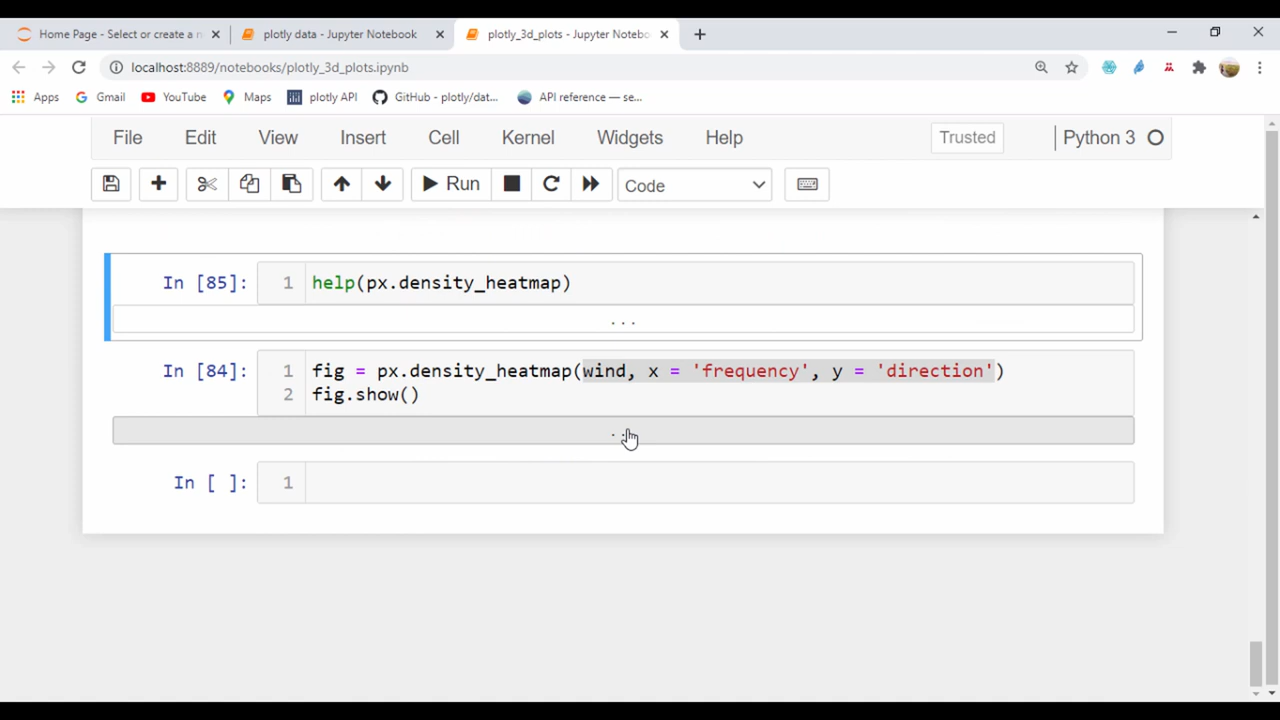 Home Page - Select or create a n
plotly data - Jupyter Notebook
plotly_3d_plots - Jupyter Notebo
localhost:8889/notebooks/plotly_3d_plots.ipynb
Apps Gmail YouTube Maps plotly API GitHub - plotly/dat... API reference — se...
File Edit View Insert Cell Kernel Widgets Help Trusted Python 3
Run Code
In [85]: 1 help(px.density_heatmap)
...
In [84]: 1 fig = px.density_heatmap(wind, x = 'frequency', y = 'direction')
2 fig.show()
In [ ]: 1